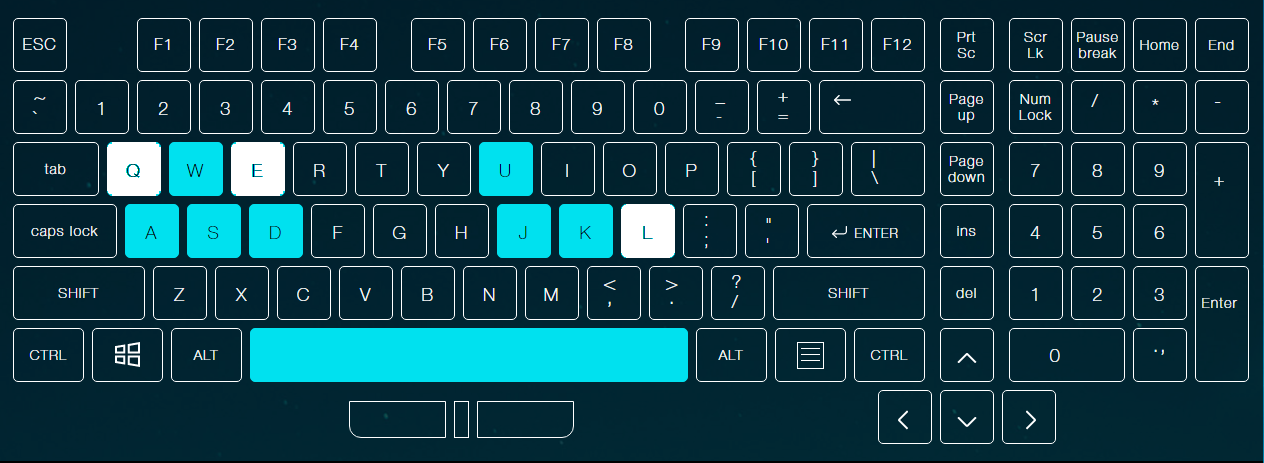 ESC F1 F2 F3 F4 F5 F6 F7 F8 F9 F10 F11 F12 Prt Sc Scr Lk Pause break Home End
~ ` 1 2 3 4 5 6 7 8 9 0 _ - + = ← Page up Num Lock / * -
tab Q W E R T Y U I O P { [ } ] | \ Page down 7 8 9 +
caps lock A S D F G H J K L : ; " ' ↵ ENTER ins 4 5 6
SHIFT Z X C V B N M < , > . ? / SHIFT del 1 2 3 Enter
CTRL ALT ALT CTRL 0 . ,